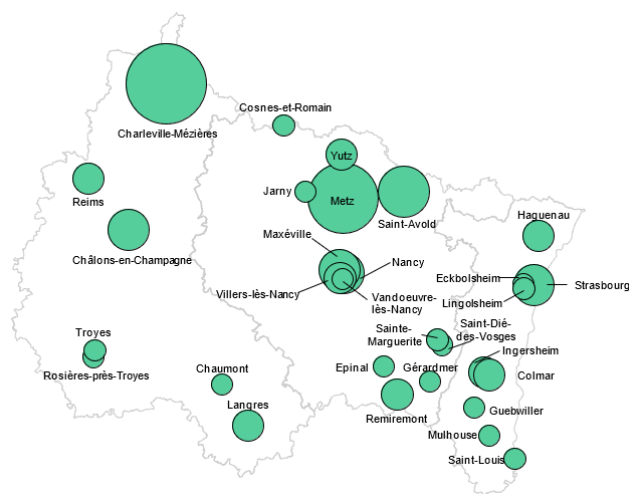 Cosnes-et-Romain
Charleville-Mézières
Yutz
Jarny
Metz
Reims
Saint-Avold
Haguenau
Maxéville
Châlons-en-Champagne
Nancy
Eckbolsheim
Strasbourg
Villers-lès-Nancy
Vandoeuvre-
lès-Nancy
Lingolsheim
Troyes
Sainte-
Marguerite
Saint-Dié-
des-Vosges
Ingersheim
Rosières-près-Troyes
Chaumont
Epinal
Gérardmer
Colmar
Langres
Remiremont
Guebwiller
Mulhouse
Saint-Louis